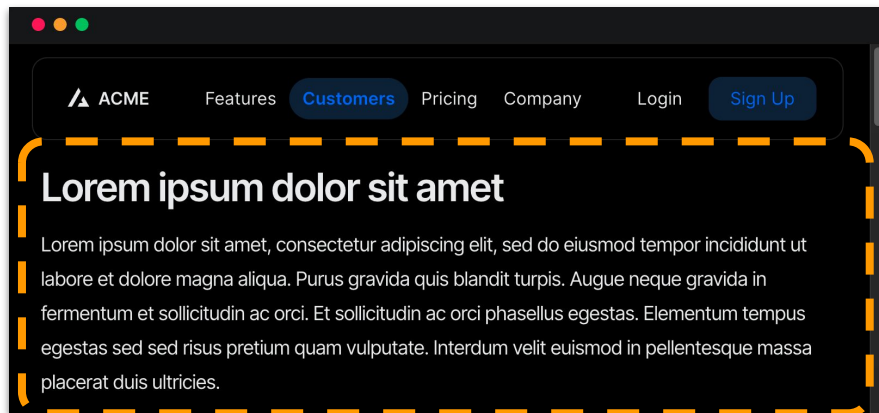 ACME Features Customers Pricing Company Login Sign Up
Lorem ipsum dolor sit amet
Lorem ipsum dolor sit amet, consectetur adipiscing elit, sed do eiusmod tempor incididunt ut
labore et dolore magna aliqua. Purus gravida quis blandit turpis. Augue neque gravida in
fermentum et sollicitudin ac orci. Et sollicitudin ac orci phasellus egestas. Elementum tempus
egestas sed sed risus pretium quam vulputate. Interdum velit euismod in pellentesque massa
placerat duis ultricies.